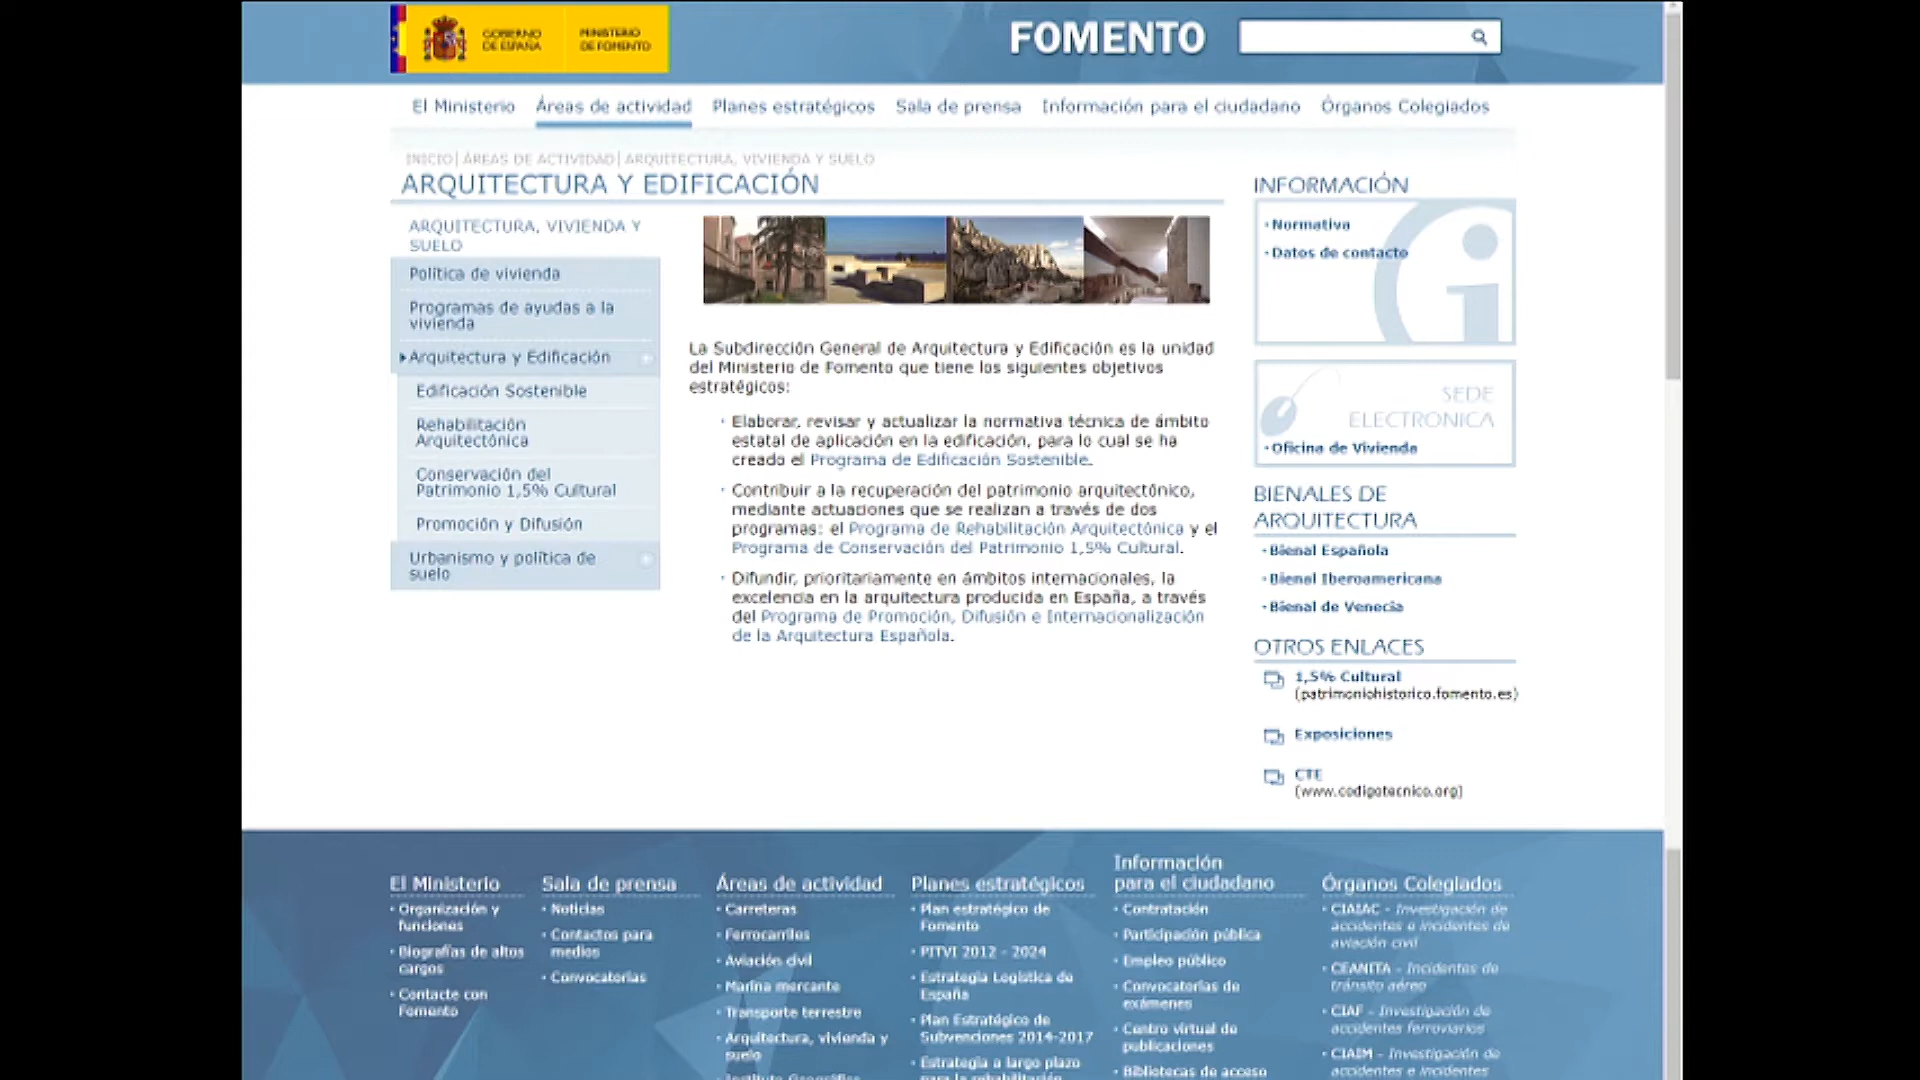 GOBIERNO
DE ESPAÑA
MINISTERIO
DE FOMENTO
FOMENTO
El Ministerio
Áreas de actividad
Planes estratégicos
Sala de prensa
Información para el ciudadano
Órganos Colegiados
INICIO| ÁREAS DE ACTIVIDAD| ARQUITECTURA, VIVIENDA Y SUELO
ARQUITECTURA Y EDIFICACIÓN
ARQUITECTURA, VIVIENDA Y
SUELO
Política de vivienda
Programas de ayudas a la
vivienda
Arquitectura y Edificación
Edificación Sostenible
Rehabilitación
Arquitectónica
Conservación del
Patrimonio 1,5% Cultural
Promoción y Difusión
Urbanismo y política de
suelo
La Subdirección General de Arquitectura y Edificación es la unidad
del Ministerio de Fomento que tiene los siguientes objetivos
estratégicos:
Elaborar, revisar y actualizar la normativa técnica de ámbito
estatal de aplicación en la edificación, para lo cual se ha
creado el Programa de Edificación Sostenible.
Contribuir a la recuperación del patrimonio arquitectónico,
mediante actuaciones que se realizan a través de dos
programas: el Programa de Rehabilitación Arquitectónica y el
Programa de Conservación del Patrimonio 1,5% Cultural.
Difundir, prioritariamente en ámbitos internacionales, la
excelencia en la arquitectura producida en España, a través
del Programa de Promoción, Difusión e Internacionalización
de la Arquitectura Española.
INFORMACIÓN
Normativa
Datos de contacto
SEDE
ELECTRONICA
Oficina de Vivienda
BIENALES DE
ARQUITECTURA
Bienal Española
Bienal Iberoamericana
Bienal de Venecia
OTROS ENLACES
1,5% Cultural
(patrimoniohistorico.fomento.es)
Exposiciones
CTE
(www.codigotecnico.org)
El Ministerio
Organización y
funciones
Biografías de altos
cargos
Contacte con
Fomento
Sala de prensa
Noticias
Contactos para
medios
Convocatorias
Áreas de actividad
Carreteras
Ferrocarriles
Aviación civil
Marina mercante
Transporte terrestre
Arquitectura, vivienda y
suelo
Instituto Geográfico
Planes estratégicos
Plan estratégico de
Fomento
PITVI 2012 - 2024
Estrategia Logística de
España
Plan Estratégico de
Subvenciones 2014-2017
Estrategia a largo plazo
para la rehabilitación
Información
para el ciudadano
Contratación
Participación pública
Empleo público
Convocatorias de
exámenes
Centro virtual de
publicaciones
Bibliotecas de acceso
Órganos Colegiados
CIAIAC - Investigación de
accidentes e incidentes de
aviación civil
CEANITA - Incidentes de
tránsito aéreo
CIAF - Investigación de
accidentes ferroviarios
CIAIM - Investigación de
accidentes e incidentes